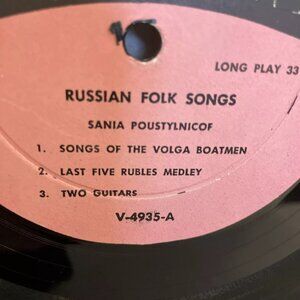 LONG PLAY 33
RUSSIAN FOLK SONGS
SANIA POUSTYLNICOF
1. SONGS OF THE VOLGA BOATMEN
2. LAST FIVE RUBLES MEDLEY
3. TWO GUITARS
V-4935-A